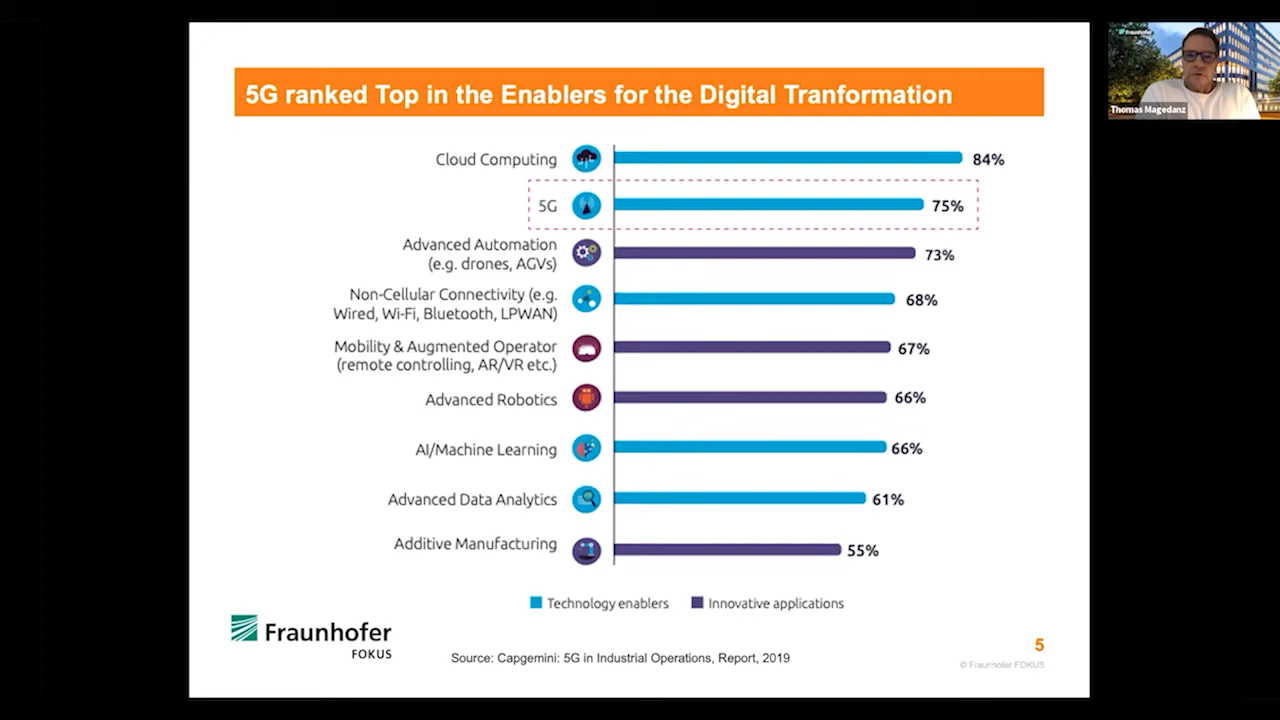 5G ranked Top in the Enablers for the Digital Tranformation
Cloud Computing
84%
5G
75%
Advanced Automation
(e.g. drones, AGVs)
73%
Non-Cellular Connectivity (e.g.
Wired, Wi-Fi, Bluetooth, LPWAN)
68%
Mobility & Augmented Operator
(remote controlling, AR/VR etc.)
67%
Advanced Robotics
66%
AI/Machine Learning
66%
Advanced Data Analytics
61%
Additive Manufacturing
55%
Technology enablers
Innovative applications
Fraunhofer
FOKUS
Source: Capgemini: 5G in Industrial Operations, Report, 2019
5
© Fraunhofer FOKUS
Fraunhofer
Thomas Magedanz